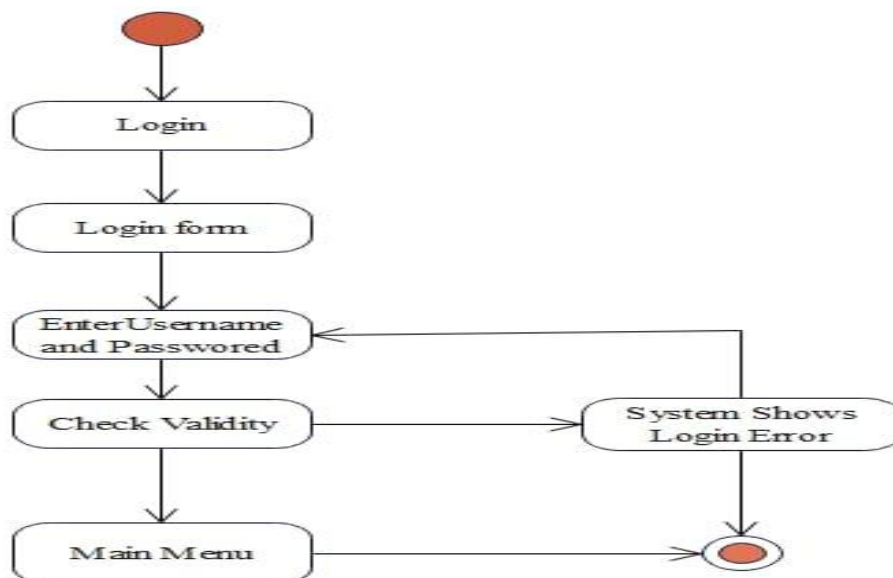 Login
Login form
EnterUsername
and Passwored
Check Validity
System Shows
Login Error
Main Menu